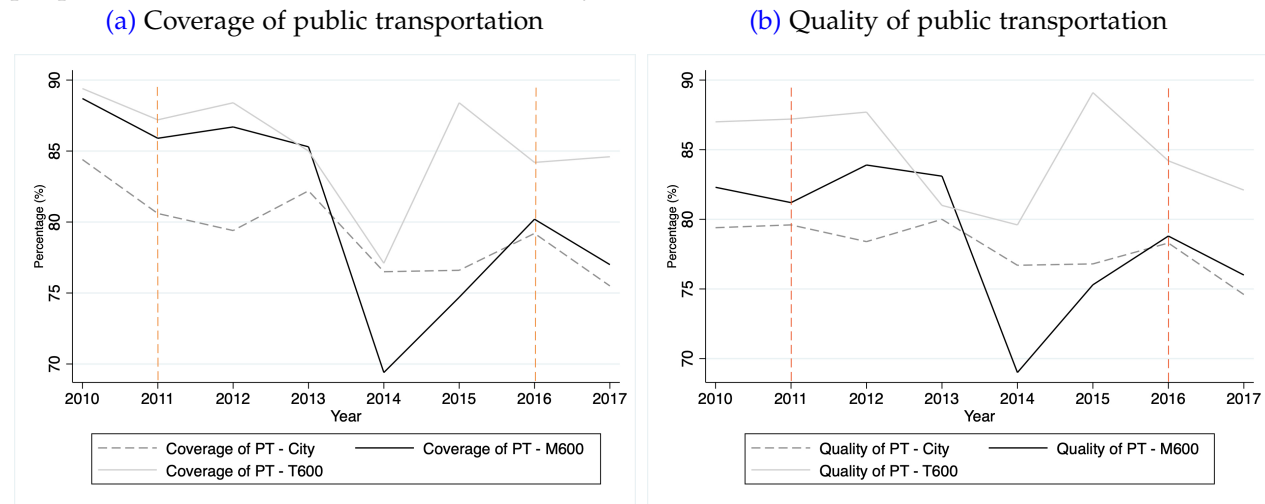 (a) Coverage of public transportation
90
85
80
75
70
Percentage (%)
2010 2011 2012 2013 2014 2015 2016 2017
Year
Coverage of PT - City Coverage of PT - M600
Coverage of PT - T600
(b) Quality of public transportation
90
85
80
75
70
Percentage (%)
2010 2011 2012 2013 2014 2015 2016 2017
Year
Quality of PT - City Quality of PT - M600
Quality of PT - T600